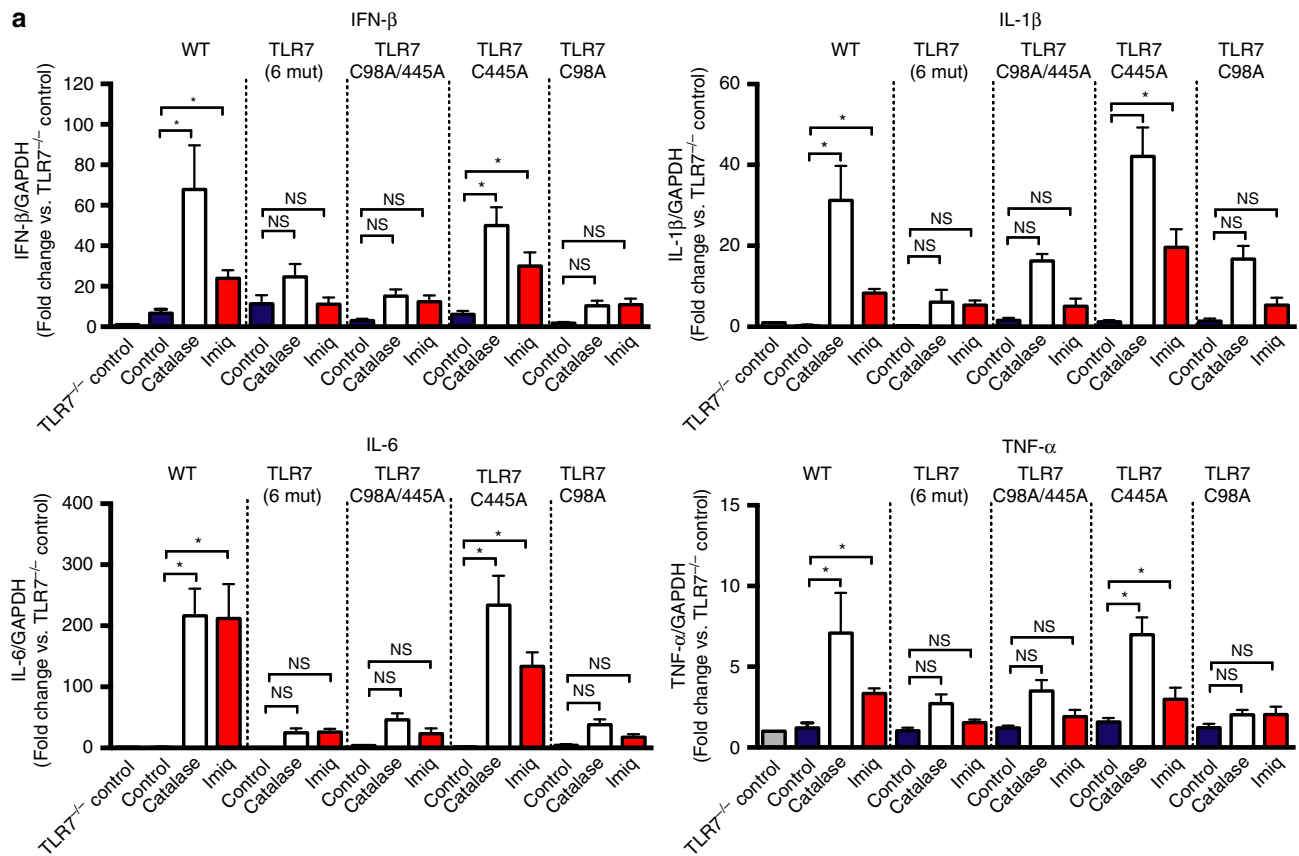 a
IFN-β
WT
TLR7
(6 mut)
TLR7
C98A/445A
TLR7
C445A
TLR7
C98A
IFN-β/GAPDH
(Fold change vs. TLR7–/– control)
120
100
80
60
40
20
0
*
*
NS
NS
NS
NS
*
*
NS
NS
TLR7–/– control
Control
Catalase
Imiq
Control
Catalase
Imiq
Control
Catalase
Imiq
Control
Catalase
Imiq
Control
Catalase
Imiq
IL-1β
WT
TLR7
(6 mut)
TLR7
C98A/445A
TLR7
C445A
TLR7
C98A
IL-1β/GAPDH
(Fold change vs. TLR7–/– control)
60
40
20
0
*
*
NS
NS
NS
NS
*
NS
NS
TLR7–/– control
Control
Catalase
Imiq
Control
Catalase
Imiq
Control
Catalase
Imiq
Control
Catalase
Imiq
Control
Catalase
Imiq
IL-6
WT
TLR7
(6 mut)
TLR7
C98A/445A
TLR7
C445A
TLR7
C98A
IL-6/GAPDH
(Fold change vs. TLR7–/– control)
400
300
200
100
0
*
*
NS
NS
NS
NS
*
*
NS
NS
TLR7–/– control
Control
Catalase
Imiq
Control
Catalase
Imiq
Control
Catalase
Imiq
Control
Catalase
Imiq
Control
Catalase
Imiq
TNF-α
WT
TLR7
(6 mut)
TLR7
C98A/445A
TLR7
C445A
TLR7
C98A
TNF-α/GAPDH
(Fold change vs. TLR7–/– control)
15
10
5
0
*
*
NS
NS
NS
NS
*
*
NS
NS
TLR7–/– control
Control
Catalase
Imiq
Control
Catalase
Imiq
Control
Catalase
Imiq
Control
Catalase
Imiq
Control
Catalase
Imiq